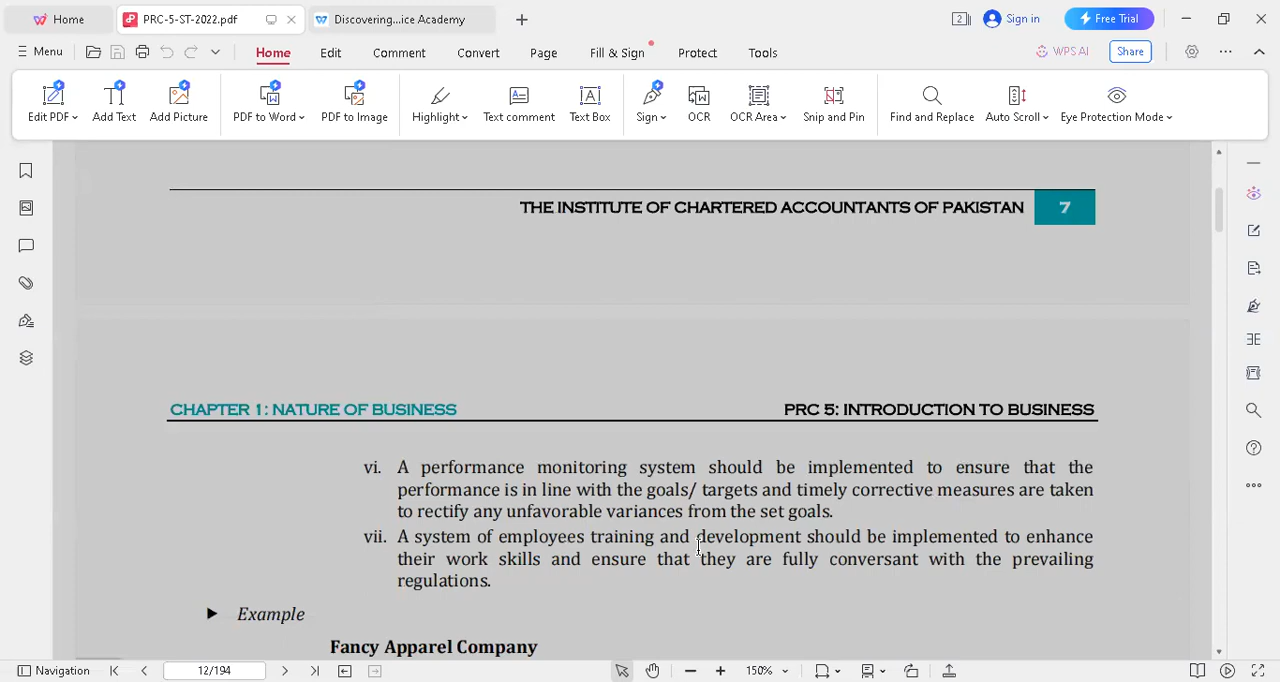 Home
PRC-5-ST-2022.pdf
Discovering...ice Academy
2
Sign in
Free Trial
Menu
Home
Edit
Comment
Convert
Page
Fill & Sign
Protect
Tools
WPS AI
Share
Edit PDF
Add Text
Add Picture
PDF to Word
PDF to Image
Highlight
Text comment
Text Box
Sign
OCR
OCR Area
Snip and Pin
Find and Replace
Auto Scroll
Eye Protection Mode
THE INSTITUTE OF CHARTERED ACCOUNTANTS OF PAKISTAN 7
CHAPTER 1: NATURE OF BUSINESS PRC 5: INTRODUCTION TO BUSINESS
vi. A performance monitoring system should be implemented to ensure that the
performance is in line with the goals/ targets and timely corrective measures are taken
to rectify any unfavorable variances from the set goals.
vii. A system of employees training and development should be implemented to enhance
their work skills and ensure that they are fully conversant with the prevailing
regulations.
Example
Fancy Apparel Company
Navigation
12/194
150%